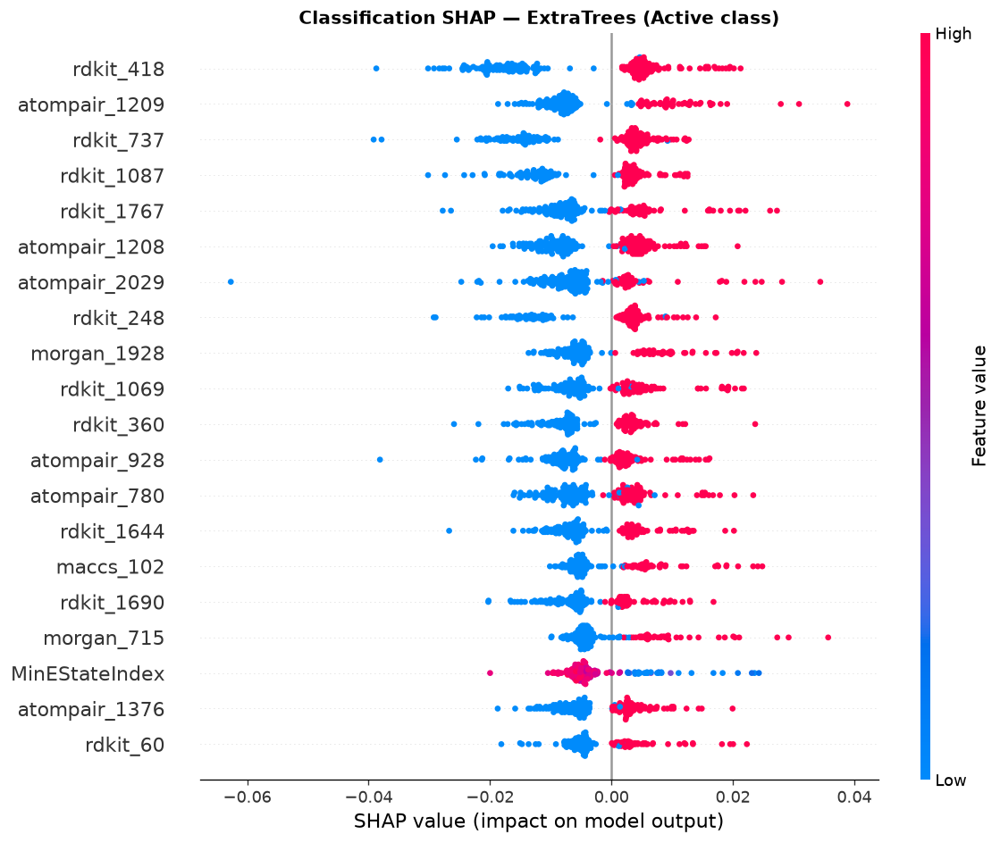 Classification SHAP — ExtraTrees (Active class)
High
rdkit_418
atompair_1209
rdkit_737
rdkit_1087
rdkit_1767
atompair_1208
atompair_2029
rdkit_248
morgan_1928
rdkit_1069
rdkit_360
atompair_928
atompair_780
rdkit_1644
maccs_102
rdkit_1690
morgan_715
MinEStateIndex
atompair_1376
rdkit_60
Feature value
Low
−0.06 −0.04 −0.02 0.00 0.02 0.04
SHAP value (impact on model output)